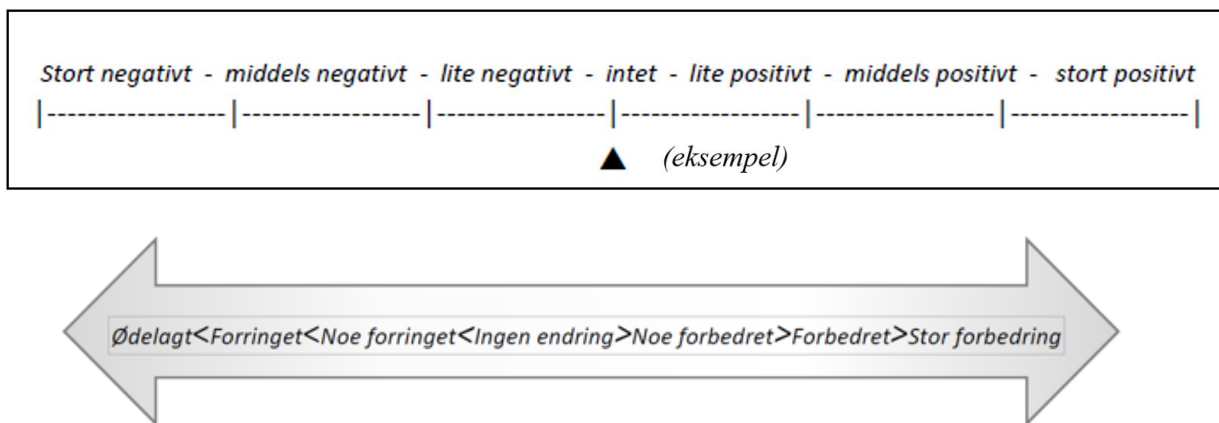 Stort negativt - middels negativt - lite negativt - intet - lite positivt - middels positivt - stort positivt
|------------------|------------------|-----------------|------------------|------------------|------------------|
▲ (eksempel)
Ødelagt<Forringet<Noe forringet<Ingen endring>Noe forbedret>Forbedret>Stor forbedring